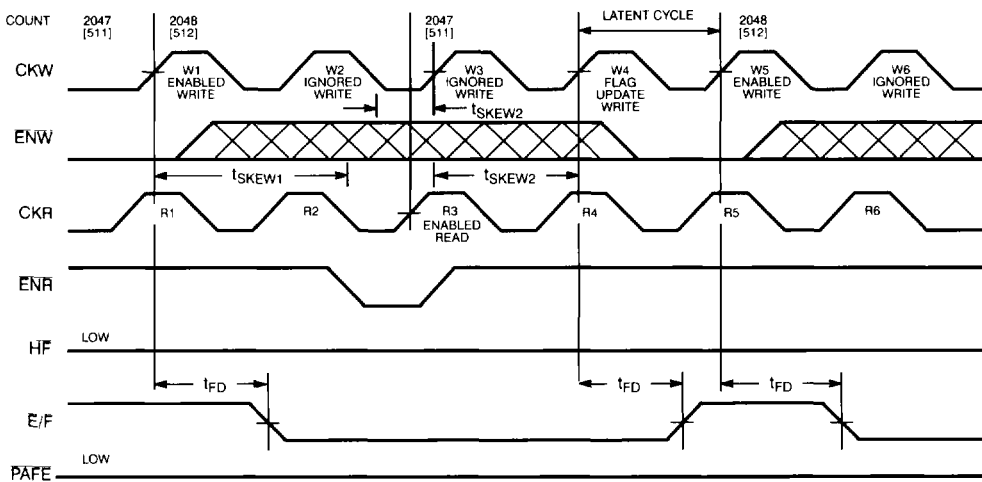 COUNT
2047
[511]
2048
[512]
2047
[511]
LATENT CYCLE
2048
[512]
CKW
W1
ENABLED
WRITE
W2
IGNORED
WRITE
W3
IGNORED
WRITE
W4
FLAG
UPDATE
WRITE
W5
ENABLED
WRITE
W6
IGNORED
WRITE
tSKEW2
ENW
tSKEW1
tSKEW2
CKR
R1
R2
R3
ENABLED
READ
R4
R5
R6
ENR
HF
LOW
tFD
tFD
tFD
E/F
LOW
PAFE